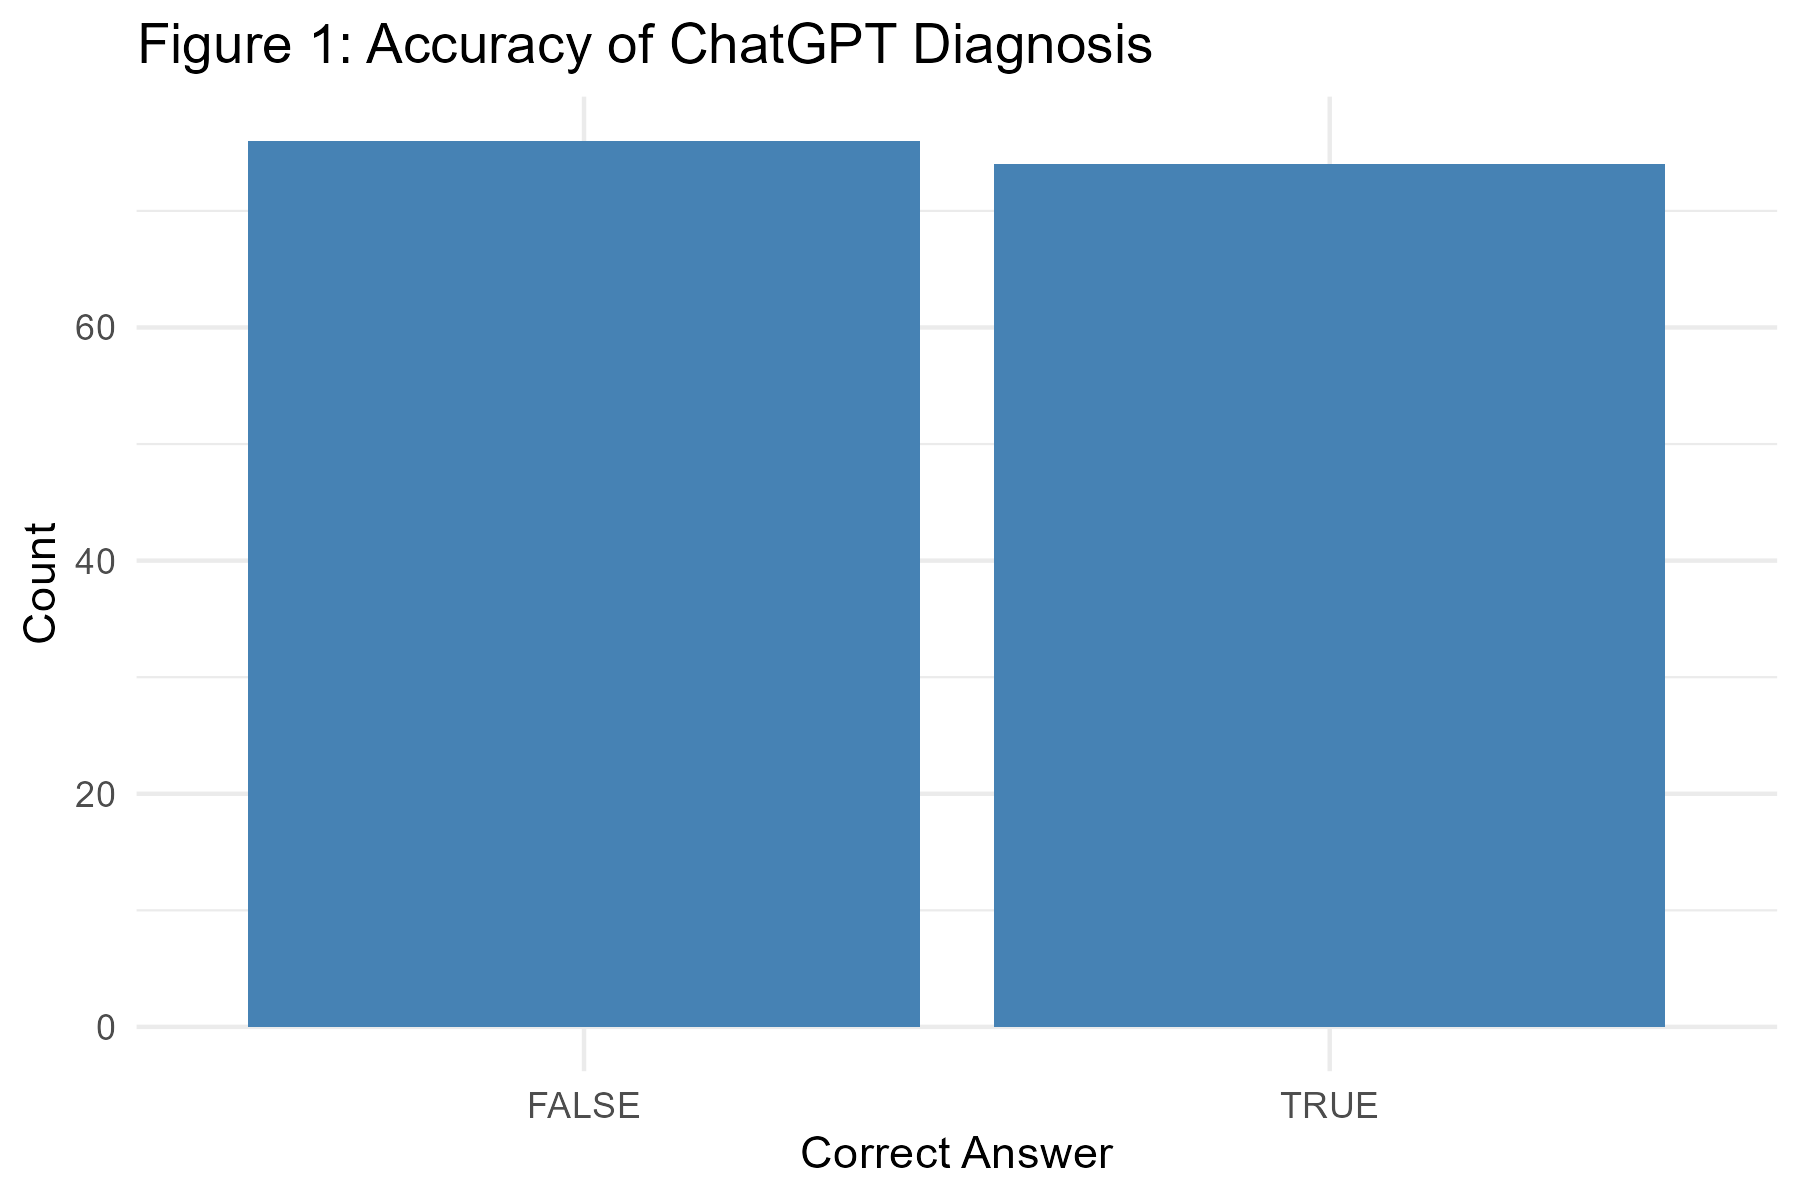 Figure 1: Accuracy of ChatGPT Diagnosis
60
40
20
0
Count
FALSE
TRUE
Correct Answer